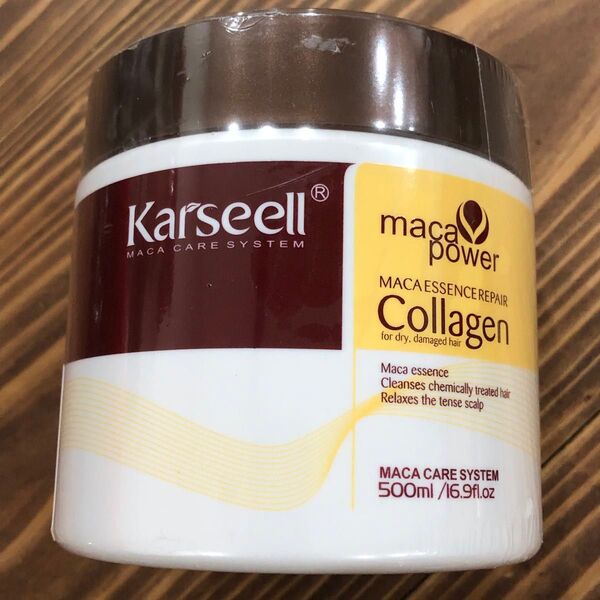 Karseell®
MACA CARE SYSTEM
maca
power
MACA ESSENCE REPAIR
Collagen
for dry, damaged hair
Maca essence
Cleanses chemically treated hair
Relaxes the tense scalp
MACA CARE SYSTEM
500ml /16.9fl.oz